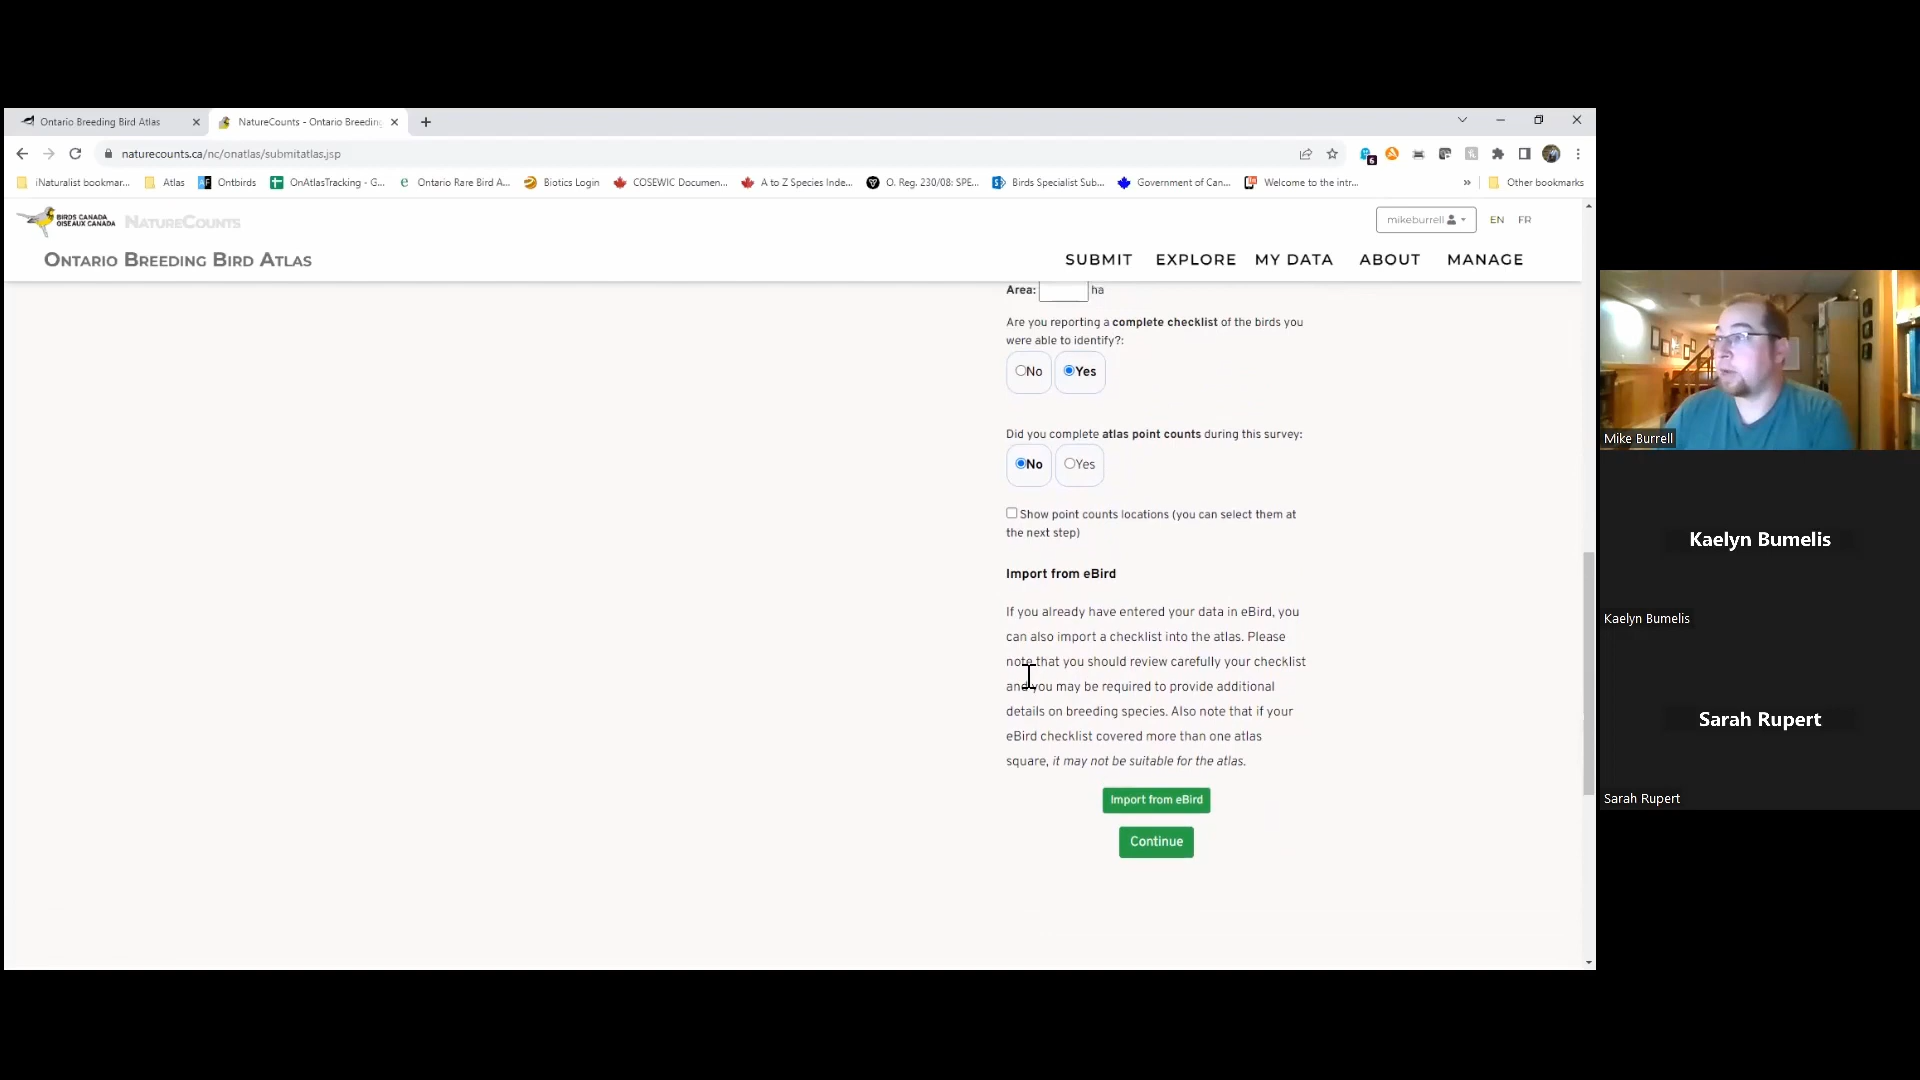 Ontario Breeding Bird Atlas
NatureCounts - Ontario Breeding
naturecounts.ca/nc/onatlas/submitatlas.jsp
6
iNaturalist bookmar...
Atlas
Ontbirds
OnAtlasTracking - G...
Ontario Rare Bird A...
Biotics Login
COSEWIC Documen...
A to Z Species Inde...
O. Reg. 230/08: SPE...
Birds Specialist Sub...
Government of Can...
Welcome to the intr...
»
Other bookmarks
BIRDS CANADA
OISEAUX CANADA
NATURECOUNTS
mikeburrell
EN
FR
ONTARIO BREEDING BIRD ATLAS
SUBMIT
EXPLORE
MY DATA
ABOUT
MANAGE
Area: ha
Are you reporting a complete checklist of the birds you
were able to identify?:
No
Yes
Did you complete atlas point counts during this survey:
No
Yes
Show point counts locations (you can select them at
the next step)
Import from eBird
If you already have entered your data in eBird, you
can also import a checklist into the atlas. Please
note that you should review carefully your checklist
and you may be required to provide additional
details on breeding species. Also note that if your
eBird checklist covered more than one atlas
square, it may not be suitable for the atlas.
Import from eBird
Continue
Mike Burrell
Kaelyn Bumelis
Kaelyn Bumelis
Sarah Rupert
Sarah Rupert